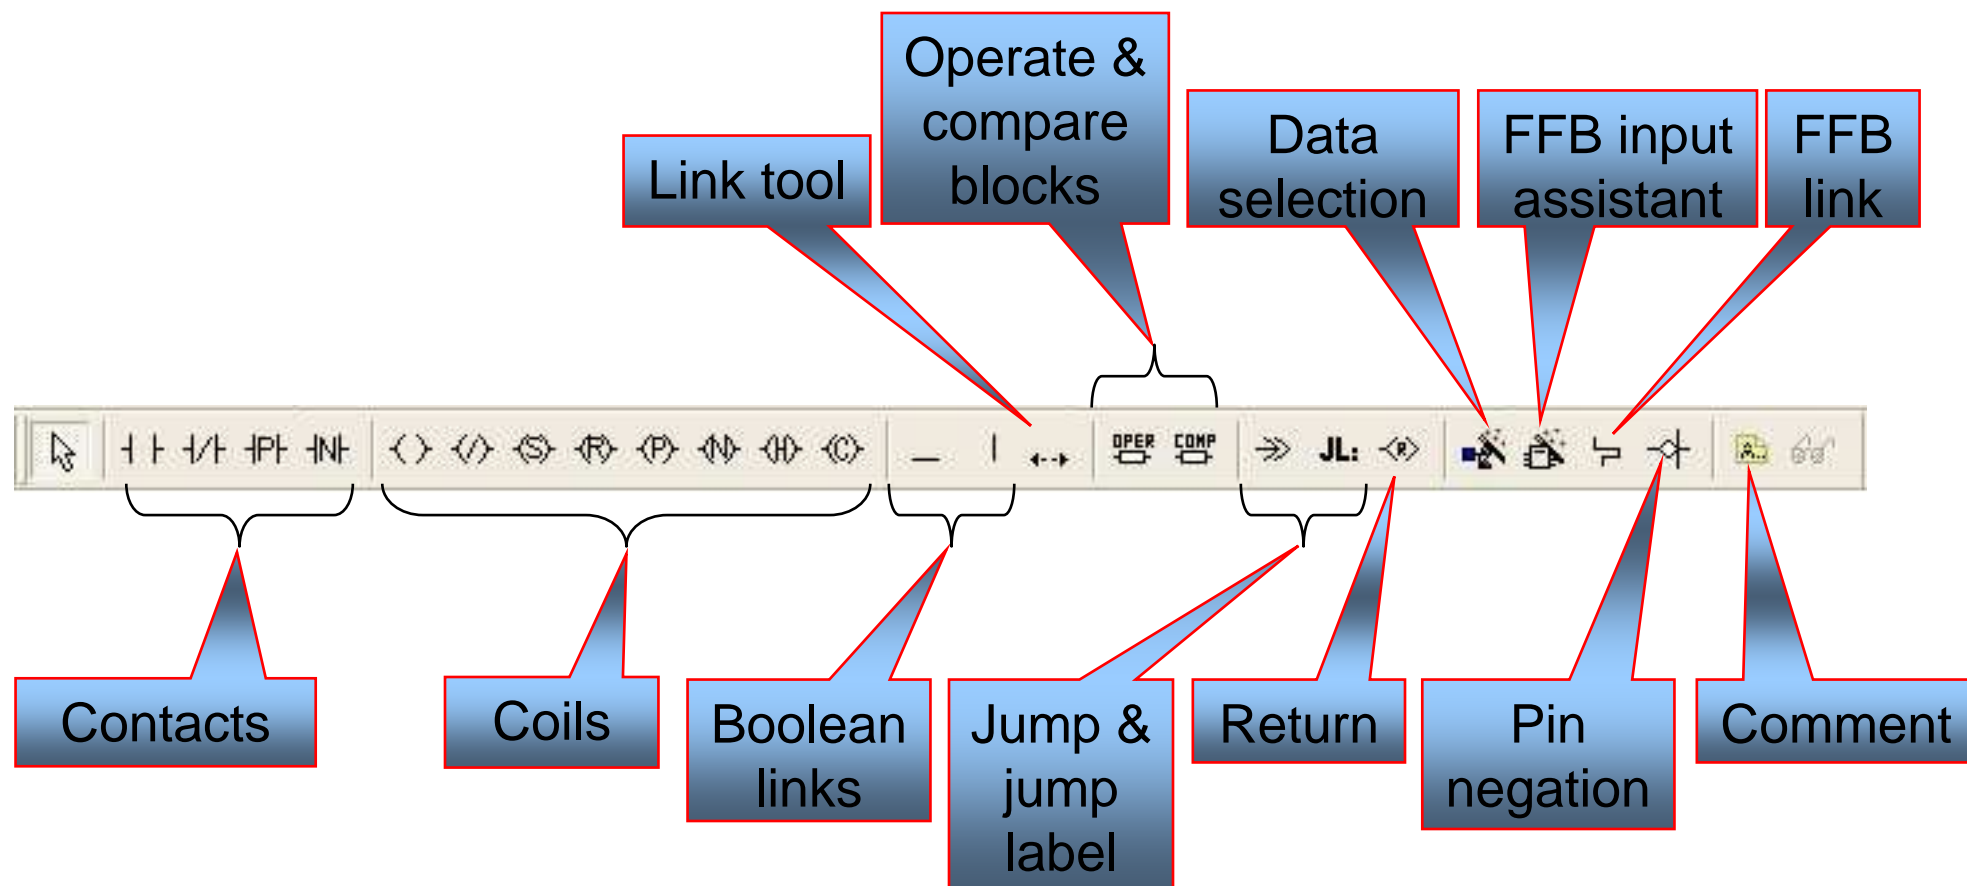 Operate &
compare
blocks
Link tool
Data
selection
FFB input
assistant
FFB
link
P N S R P N H C OPER COMP JL: R A..
Contacts
Coils
Boolean
links
Jump &
jump
label
Return
Pin
negation
Comment